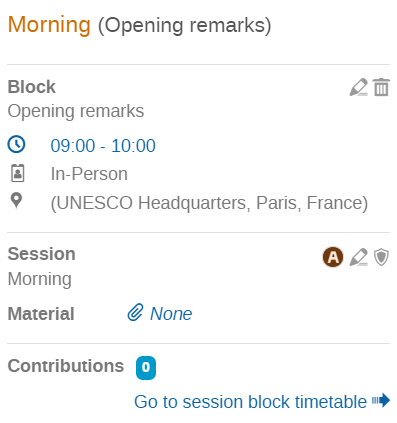 Morning (Opening remarks)
Block
Opening remarks
09:00 - 10:00
In-Person
(UNESCO Headquarters, Paris, France)
Session A
Morning
Material None
Contributions 0
Go to session block timetable